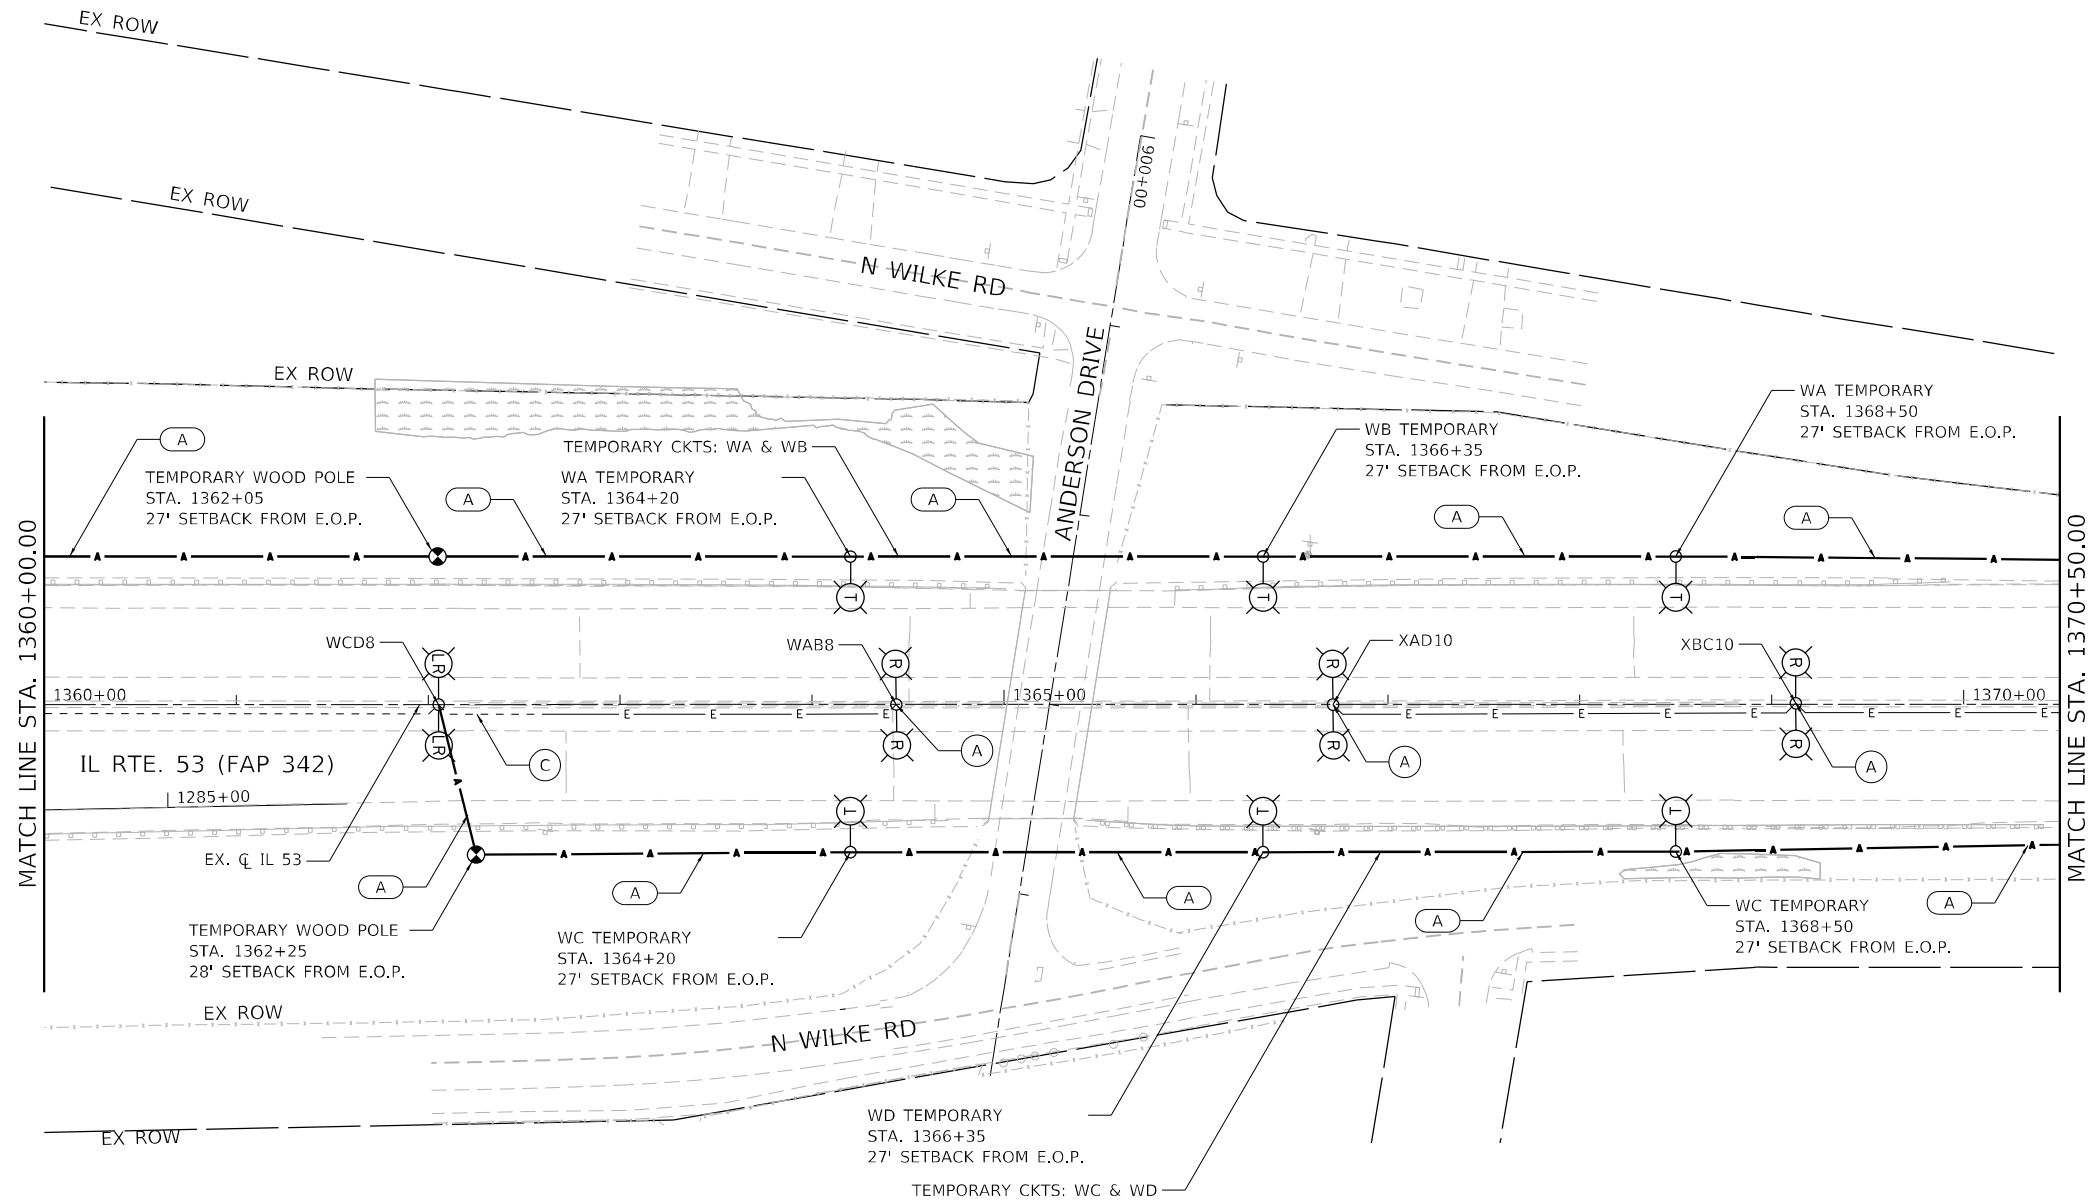 EX ROW
EX ROW
EX ROW
900+00
N WILKE RD
ANDERSON DRIVE
WA TEMPORARY
STA. 1368+50
27' SETBACK FROM E.O.P.
WB TEMPORARY
STA. 1366+35
27' SETBACK FROM E.O.P.
A
TEMPORARY CKTS: WA & WB
TEMPORARY WOOD POLE
STA. 1362+05
27' SETBACK FROM E.O.P.
A
WA TEMPORARY
STA. 1364+20
27' SETBACK FROM E.O.P.
A
A
A
A A A A A A A A A A A A A A A A A A A A A A A
T
T
T
MATCH LINE STA. 1360+00.00
MATCH LINE STA. 1370+50.00
WCD8
WAB8
XAD10
XBC10
LR
R
R
R
1360+00
1365+00
1370+00
E E E E
E E E E E E E E
LR
R
R
R
A
A
A
C
IL RTE. 53 (FAP 342)
1285+00
A
T
T
T
EX. ℄ IL 53
A A A A A A A A A A A A A A A A A A
A
A
A
A
A
TEMPORARY WOOD POLE
STA. 1362+25
28' SETBACK FROM E.O.P.
WC TEMPORARY
STA. 1364+20
27' SETBACK FROM E.O.P.
WC TEMPORARY
STA. 1368+50
27' SETBACK FROM E.O.P.
EX ROW
N WILKE RD
EX ROW
WD TEMPORARY
STA. 1366+35
27' SETBACK FROM E.O.P.
TEMPORARY CKTS: WC & WD